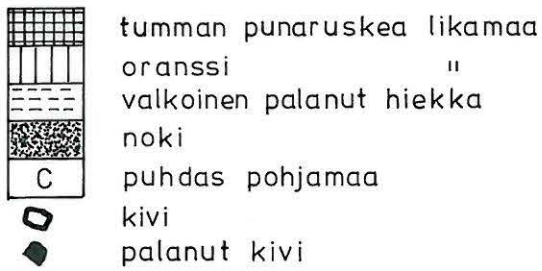 tumman punaruskea likamaa
oranssi "
valkoinen palanut hiekka
noki
C puhdas pohjamaa
kivi
palanut kivi